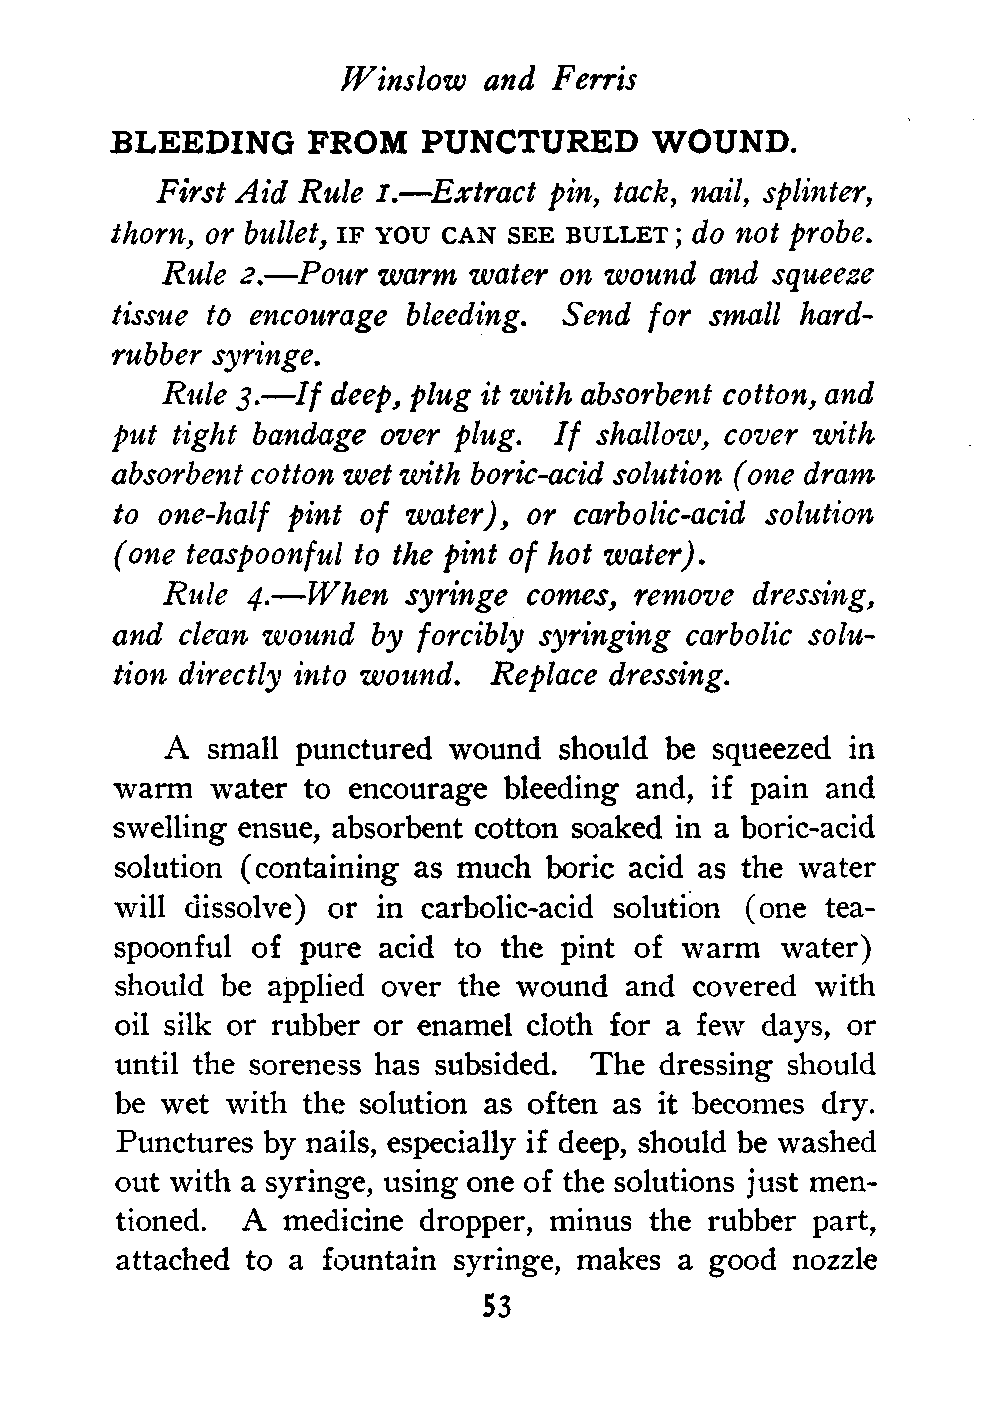 Winslow and Ferris
BLEEDING FROM PUNCTURED WOUND.
First Aid Rule 1.—Extract pin, tack, nail, splinter,
thorn, or bullet, IF YOU CAN SEE BULLET; do not probe.
Rule 2.—Pour warm water on wound and squeeze
tissue to encourage bleeding. Send for small hard-
rubber syringe.
Rule 3.—If deep, plug it with absorbent cotton, and
put tight bandage over plug. If shallow, cover with
absorbent cotton wet with boric-acid solution (one dram
to one-half pint of water), or carbolic-acid solution
(one teaspoonful to the pint of hot water).
Rule 4.—When syringe comes, remove dressing,
and clean wound by forcibly syringing carbolic solu-
tion directly into wound. Replace dressing.
A small punctured wound should be squeezed in
warm water to encourage bleeding and, if pain and
swelling ensue, absorbent cotton soaked in a boric-acid
solution (containing as much boric acid as the water
will dissolve) or in carbolic-acid solution (one tea-
spoonful of pure acid to the pint of warm water)
should be applied over the wound and covered with
oil silk or rubber or enamel cloth for a few days, or
until the soreness has subsided. The dressing should
be wet with the solution as often as it becomes dry.
Punctures by nails, especially if deep, should be washed
out with a syringe, using one of the solutions just men-
tioned. A medicine dropper, minus the rubber part,
attached to a fountain syringe, makes a good nozzle
53